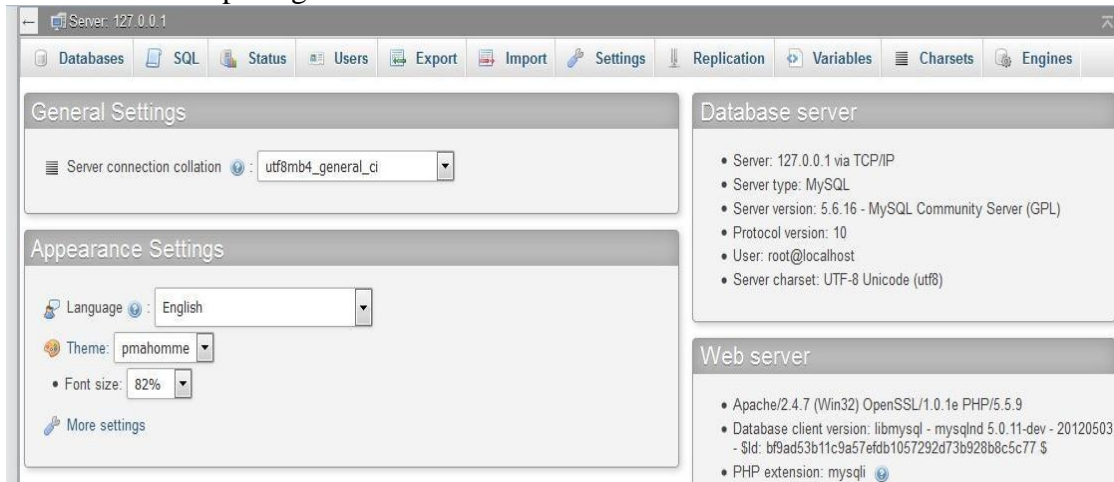 Server: 127.0.0.1
Databases SQL Status Users Export Import Settings Replication Variables Charsets Engines
General Settings
Server connection collation : utf8mb4_general_ci
Appearance Settings
Language : English
Theme: pmahomme
• Font size: 82%
More settings
Database server
• Server: 127.0.0.1 via TCP/IP
• Server type: MySQL
• Server version: 5.6.16 - MySQL Community Server (GPL)
• Protocol version: 10
• User: root@localhost
• Server charset: UTF-8 Unicode (utf8)
Web server
• Apache/2.4.7 (Win32) OpenSSL/1.0.1e PHP/5.5.9
• Database client version: libmysql - mysqlnd 5.0.11-dev - 20120503
- $Id: bf9ad53b11c9a57efdb1057292d73b928b8c5c77 $
• PHP extension: mysqli